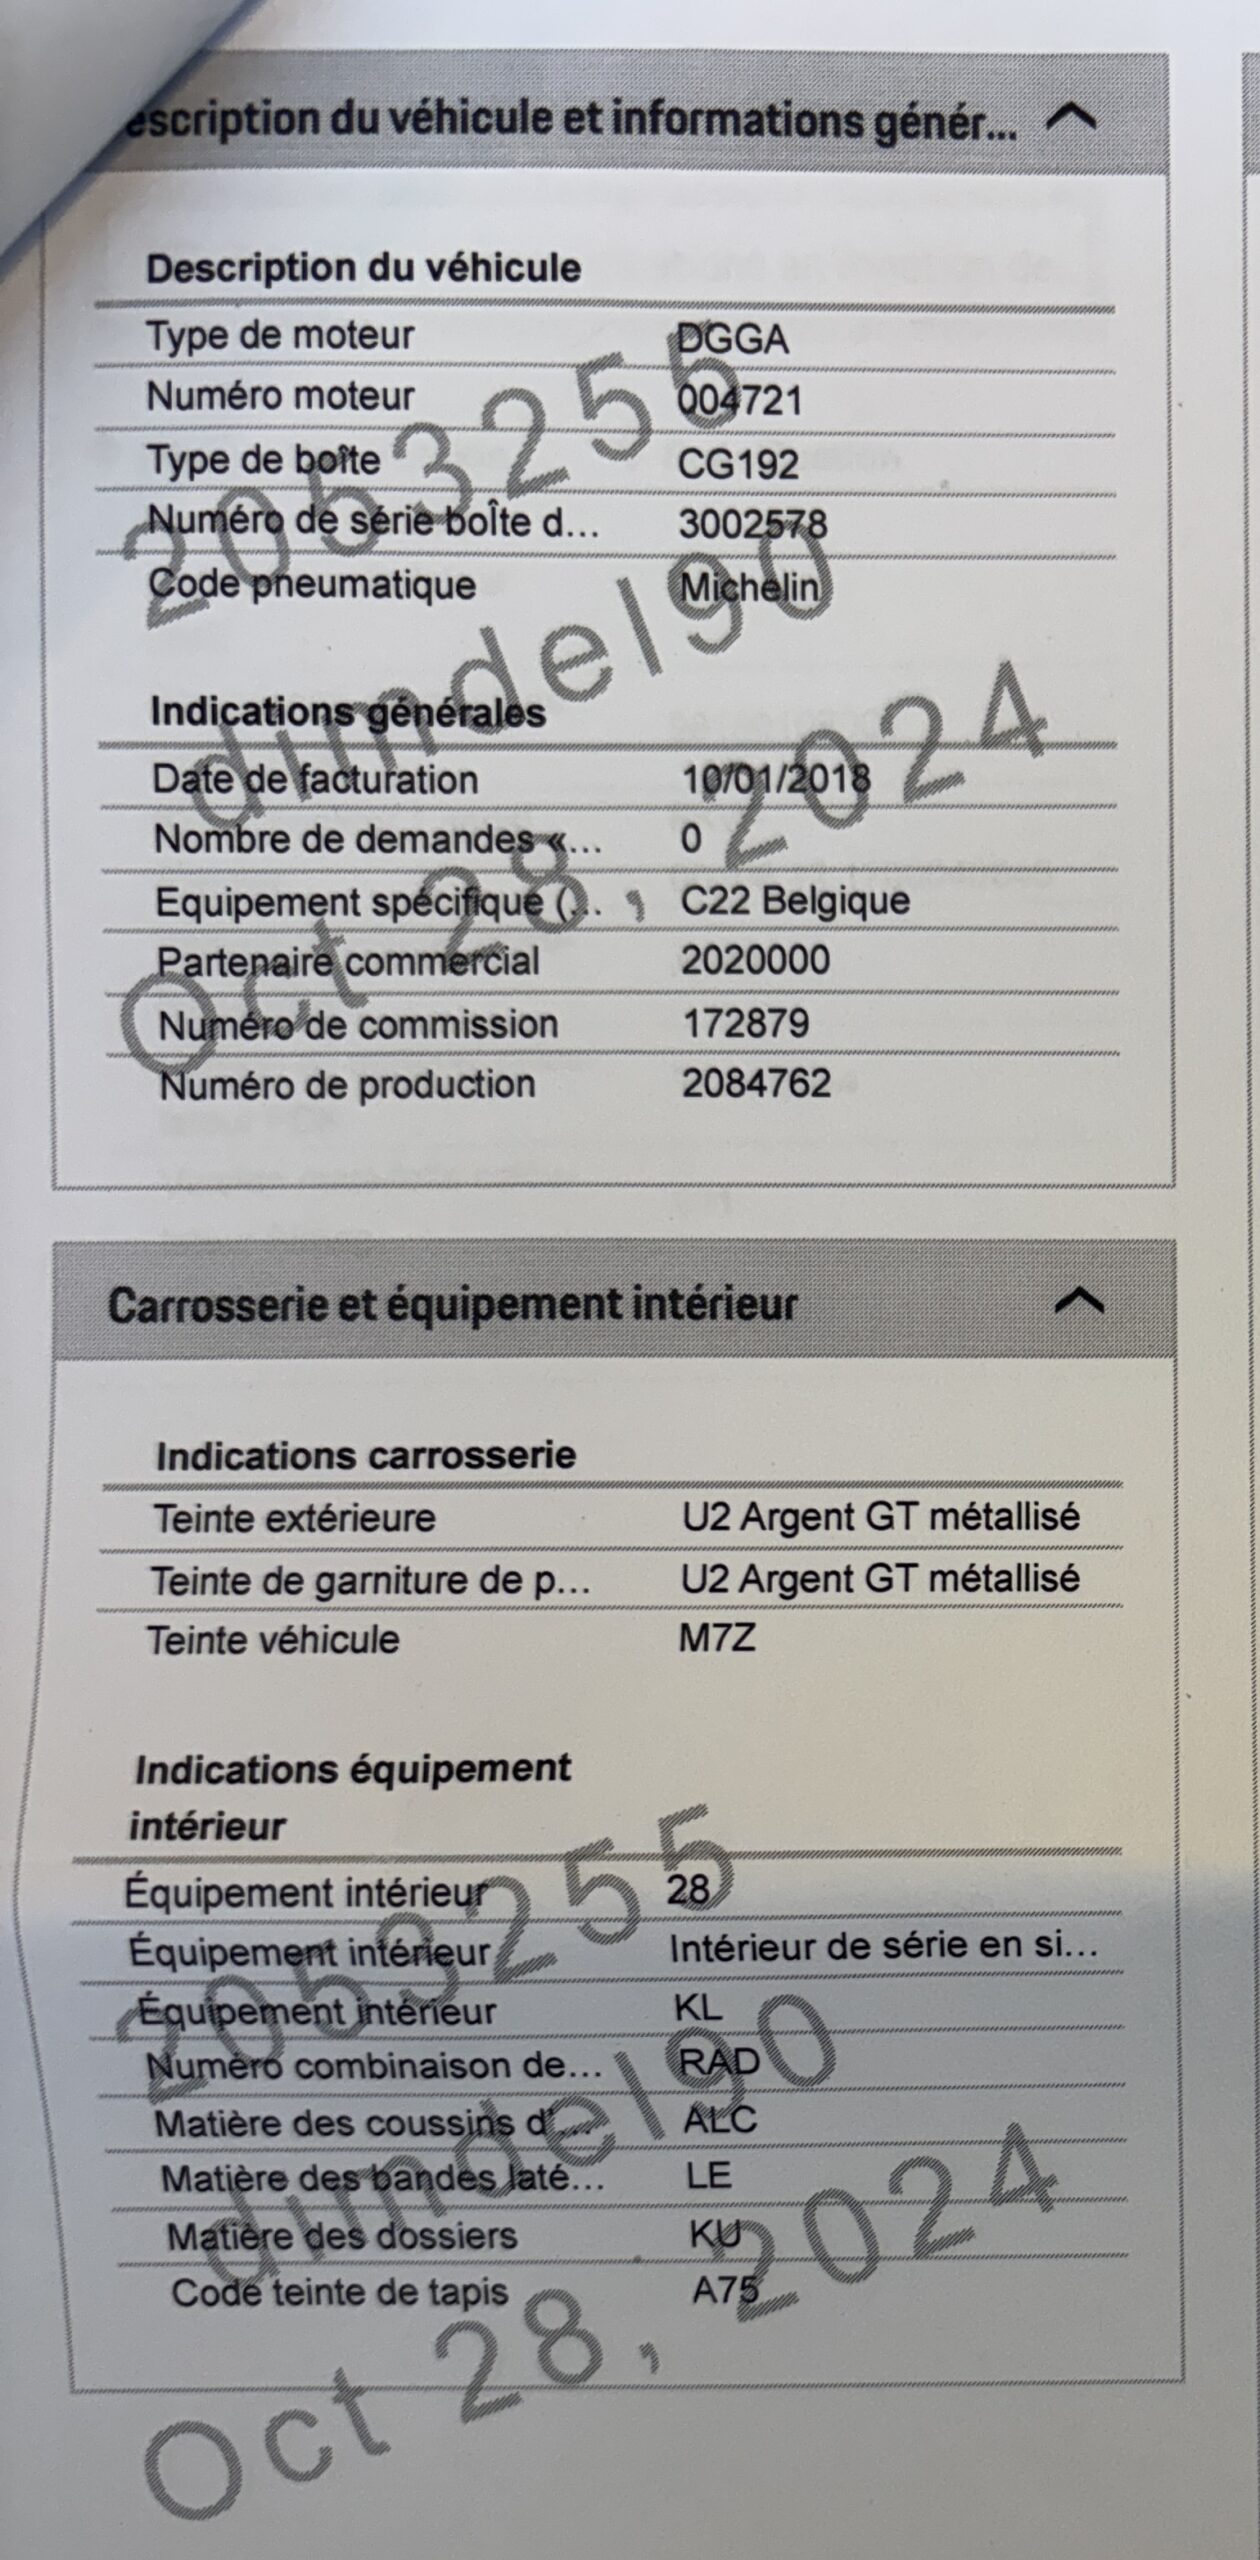 escription du véhicule et informations génér...
Description du véhicule
Type de moteur DGGA
Numéro moteur 004721
Type de boîte CG192
Numéro de série boîte d... 3002578
Code pneumatique Michelin
Indications générales
Date de facturation 10/01/2018
Nombre de demandes «... 0
Equipement spécifique (... C22 Belgique
Partenaire commercial 2020000
Numéro de commission 172879
Numéro de production 2084762
2053255
dimdel90
Oct 28, 2024
Carrosserie et équipement intérieur
Indications carrosserie
Teinte extérieure U2 Argent GT métallisé
Teinte de garniture de p... U2 Argent GT métallisé
Teinte véhicule M7Z
Indications équipement
intérieur
Équipement intérieur 28
Équipement intérieur Intérieur de série en si...
Équipement intérieur KL
Numéro combinaison de... RAD
Matière des coussins d'... ALC
Matière des bandes laté... LE
Matière des dossiers KU
Code teinte de tapis A75
2053255
dimdel90
Oct 28, 2024